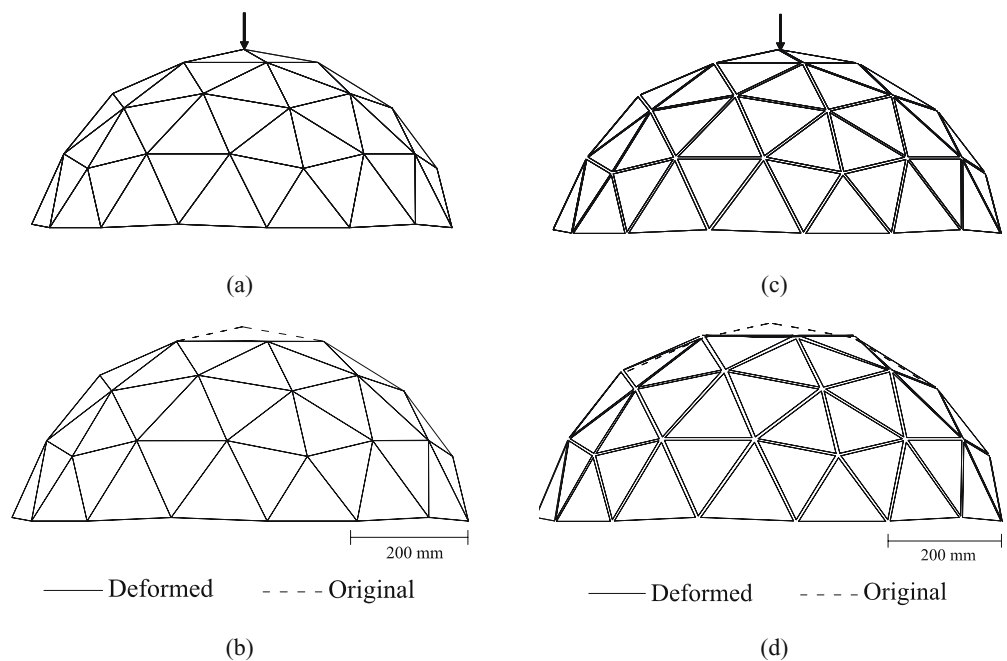 (a)
(c)
200 mm
200 mm
Deformed
Original
Deformed
Original
(b)
(d)